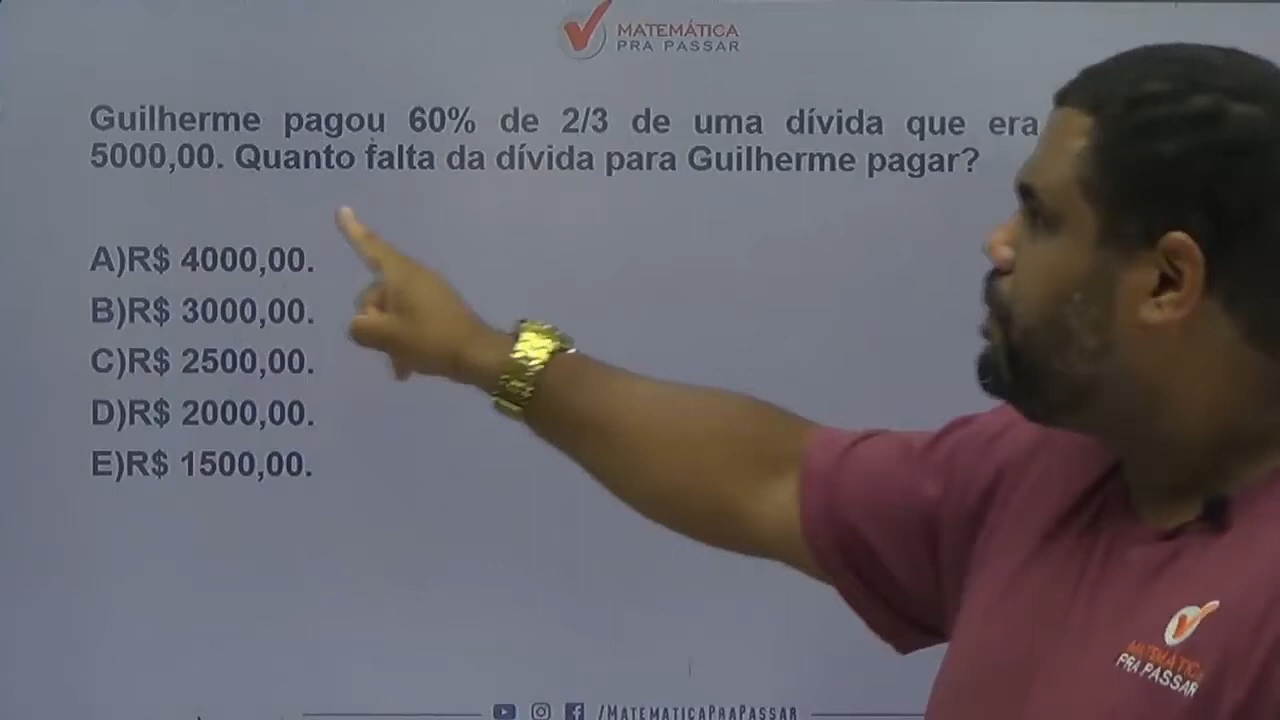 MATEMÁTICA
PRA PASSAR
Guilherme pagou 60% de 2/3 de uma dívida que era
5000,00. Quanto falta da dívida para Guilherme pagar?
A)R$ 4000,00.
B)R$ 3000,00.
C)R$ 2500,00.
D)R$ 2000,00.
E)R$ 1500,00.
MATEMÁTICA
PRA PASSAR
/MATEMATICAPRAPASSAR